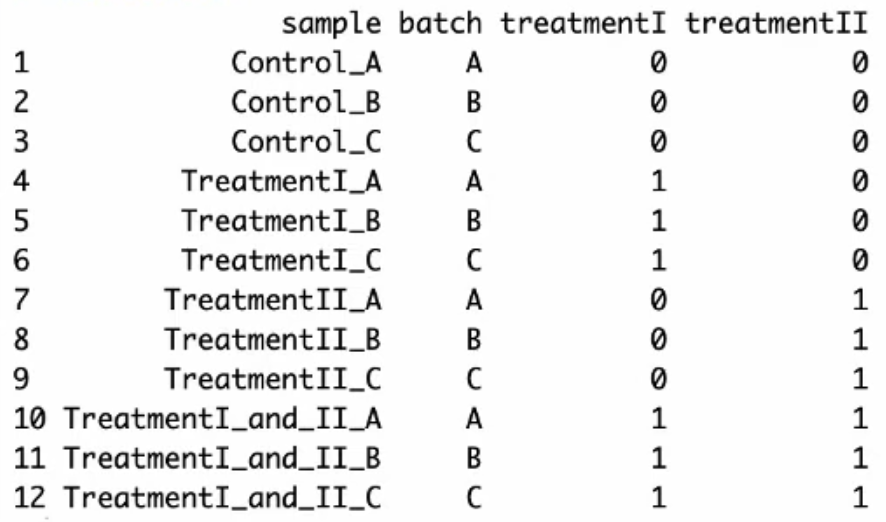 sample batch treatmentI treatmentII
1 Control_A A 0 0
2 Control_B B 0 0
3 Control_C C 0 0
4 TreatmentI_A A 1 0
5 TreatmentI_B B 1 0
6 TreatmentI_C C 1 0
7 TreatmentII_A A 0 1
8 TreatmentII_B B 0 1
9 TreatmentII_C C 0 1
10 TreatmentI_and_II_A A 1 1
11 TreatmentI_and_II_B B 1 1
12 TreatmentI_and_II_C C 1 1